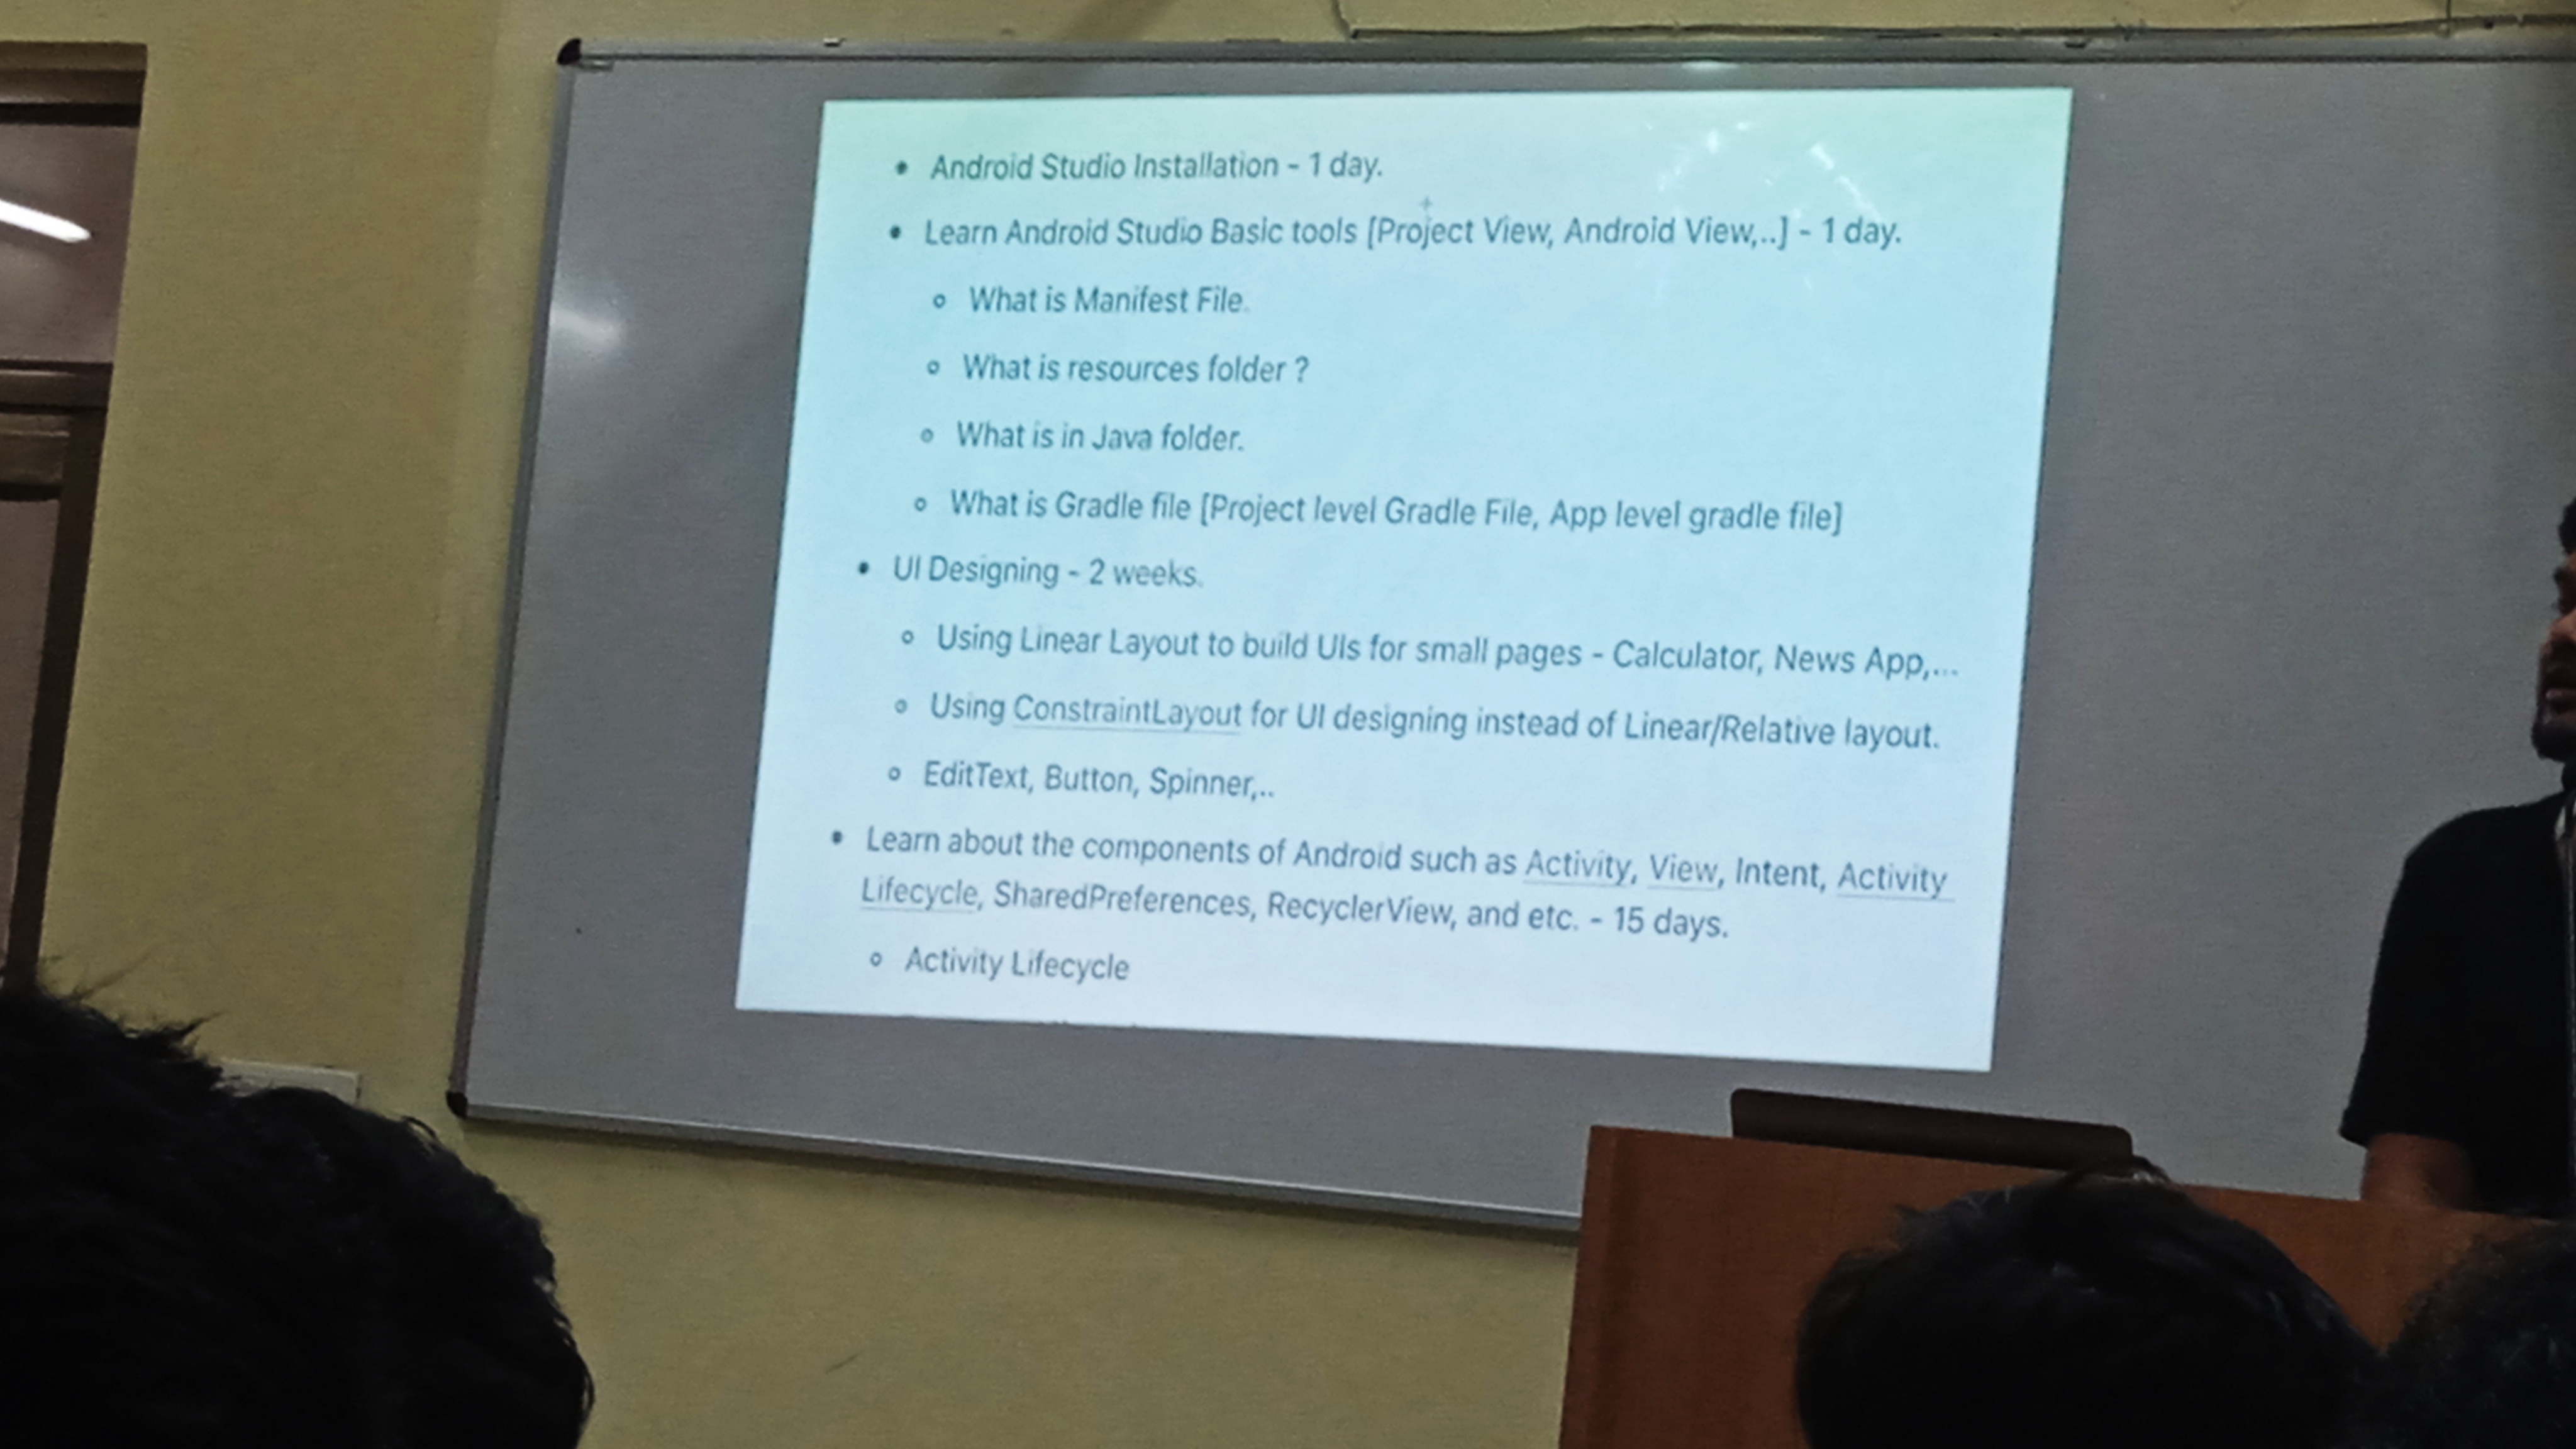 • Android Studio Installation - 1 day.
• Learn Android Studio Basic tools [Project View, Android View,..] - 1 day.
◦ What is Manifest File.
◦ What is resources folder ?
◦ What is in Java folder.
◦ What is Gradle file [Project level Gradle File, App level gradle file]
• UI Designing - 2 weeks.
◦ Using Linear Layout to build UIs for small pages - Calculator, News App,...
◦ Using ConstraintLayout for UI designing instead of Linear/Relative layout.
◦ EditText, Button, Spinner,..
• Learn about the components of Android such as Activity, View, Intent, Activity
Lifecycle, SharedPreferences, RecyclerView, and etc. - 15 days.
◦ Activity Lifecycle